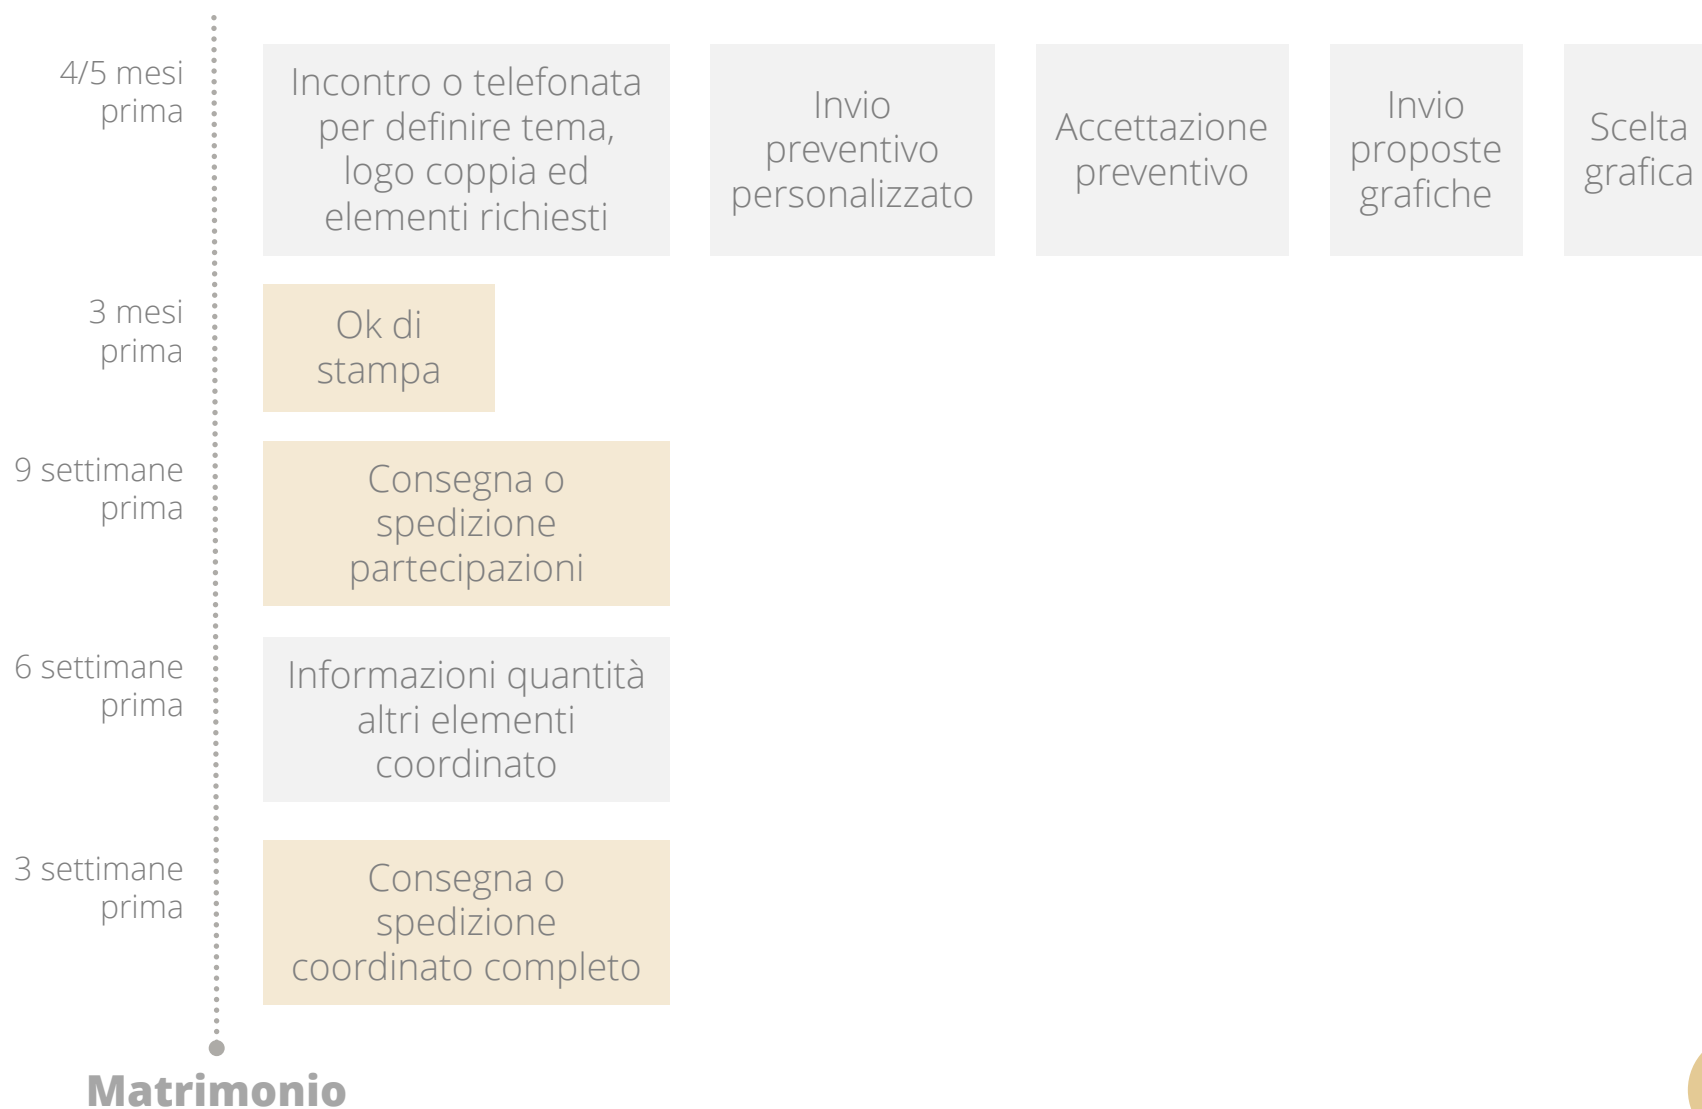 4/5 mesi
prima
Incontro o telefonata
per definire tema,
logo coppia ed
elementi richiesti
Invio
preventivo
personalizzato
Accettazione
preventivo
Invio
proposte
grafiche
Scelta
grafica
3 mesi
prima
Ok di
stampa
9 settimane
prima
Consegna o
spedizione
partecipazioni
6 settimane
prima
Informazioni quantità
altri elementi
coordinato
3 settimane
prima
Consegna o
spedizione
coordinato completo
Matrimonio